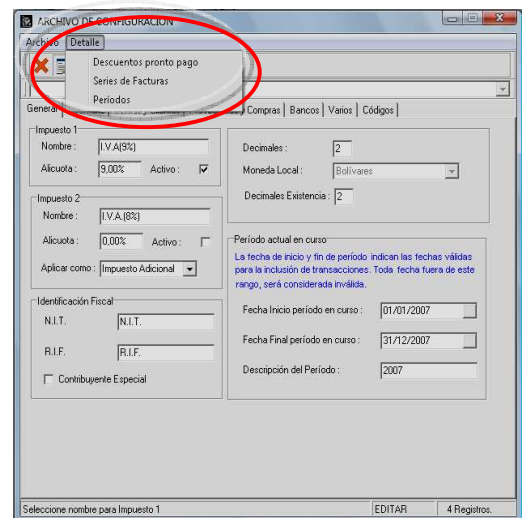 ARCHIVO DE CONFIGURACIÓN
Archivo Detalle
Descuentos pronto pago
Series de Facturas
Períodos
General
Compras Bancos Varios Códigos
Impuesto 1
Nombre : I.V.A(9%)
Alicuota : 9,00% Activo :
Impuesto 2
Nombre : I.V.A.(8%)
Alicuota : 0,00% Activo :
Aplicar como : Impuesto Adicional
Identificación Fiscal
N.I.T. N.I.T.
R.I.F. R.I.F.
Contribuyente Especial
Decimales : 2
Moneda Local : Bolívares
Decimales Existencia : 2
Período actual en curso
La fecha de inicio y fin de período indican las fechas válidas
para la inclusión de transacciones. Toda fecha fuera de este
rango, será considerada inválida.
Fecha Inicio período en curso : 01/01/2007
Fecha Final período en curso : 31/12/2007
Descripción del Período : 2007
Seleccione nombre para Impuesto 1 EDITAR 4 Registros.